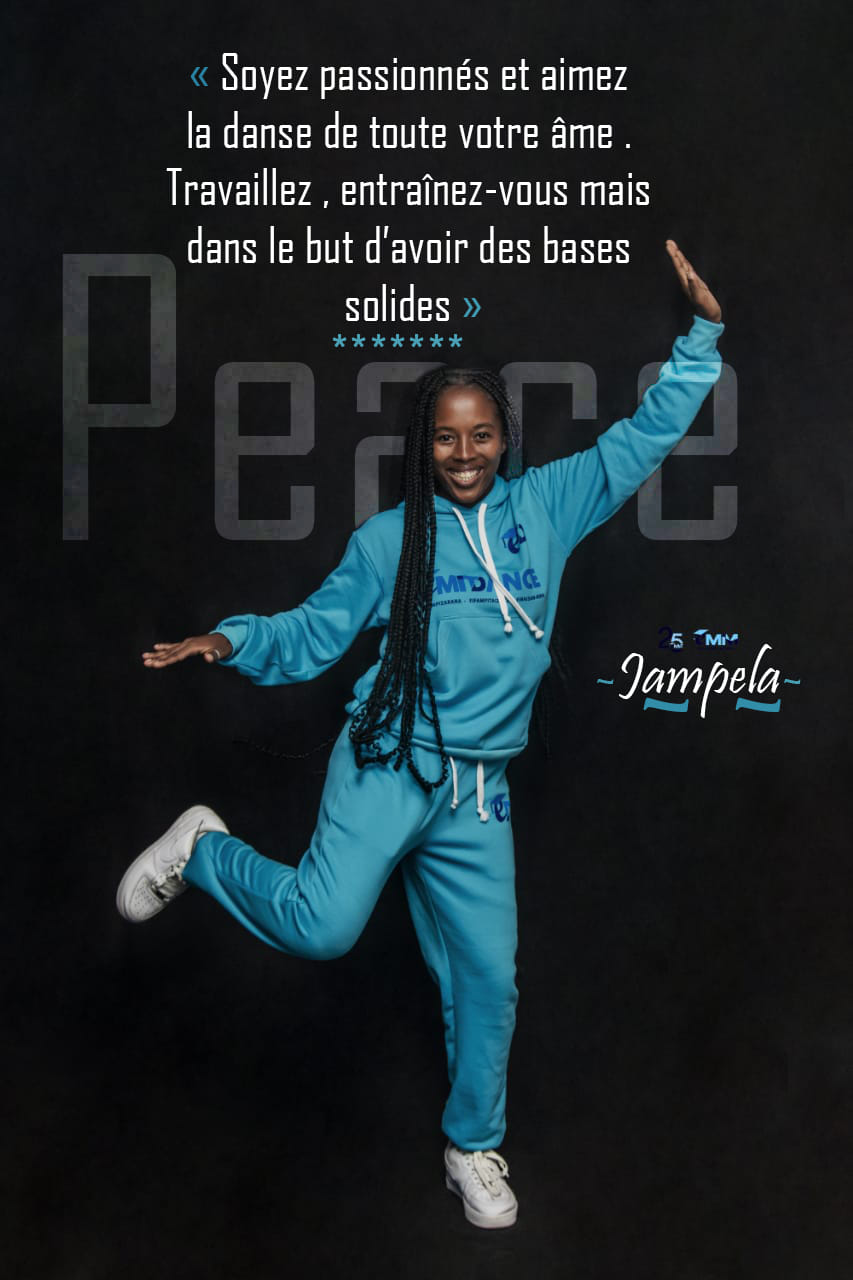 « Soyez passionnés et aimez
la danse de toute votre âme .
Travaillez , entraînez-vous mais
dans le but d’avoir des bases
solides »
*******
Peace
25
~Jampela~